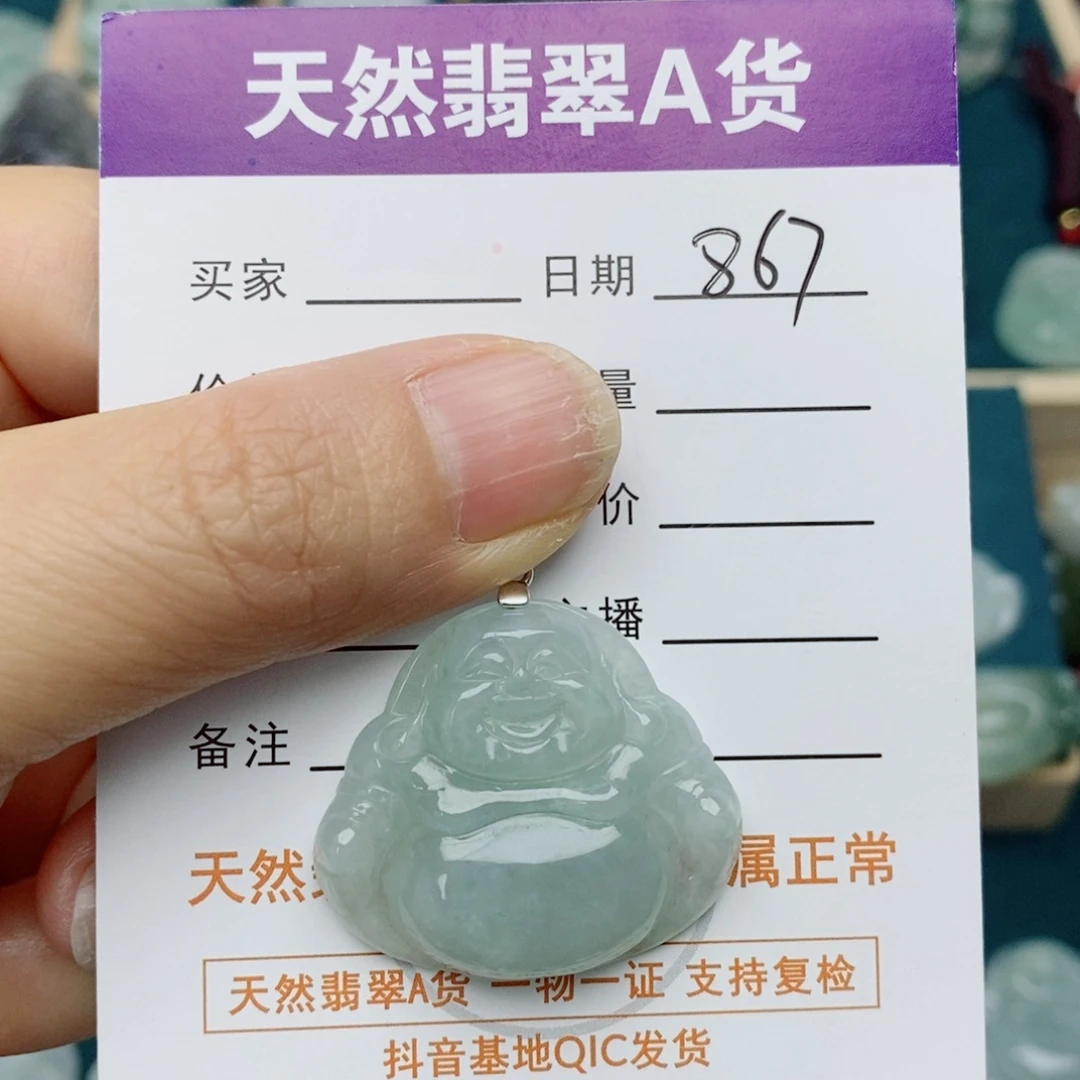 天然翡翠A货
买家 日期 867
量
价
播
备注
天然 属正常
天然翡翠A货 一物一证 支持复检
抖音基地QIC发货